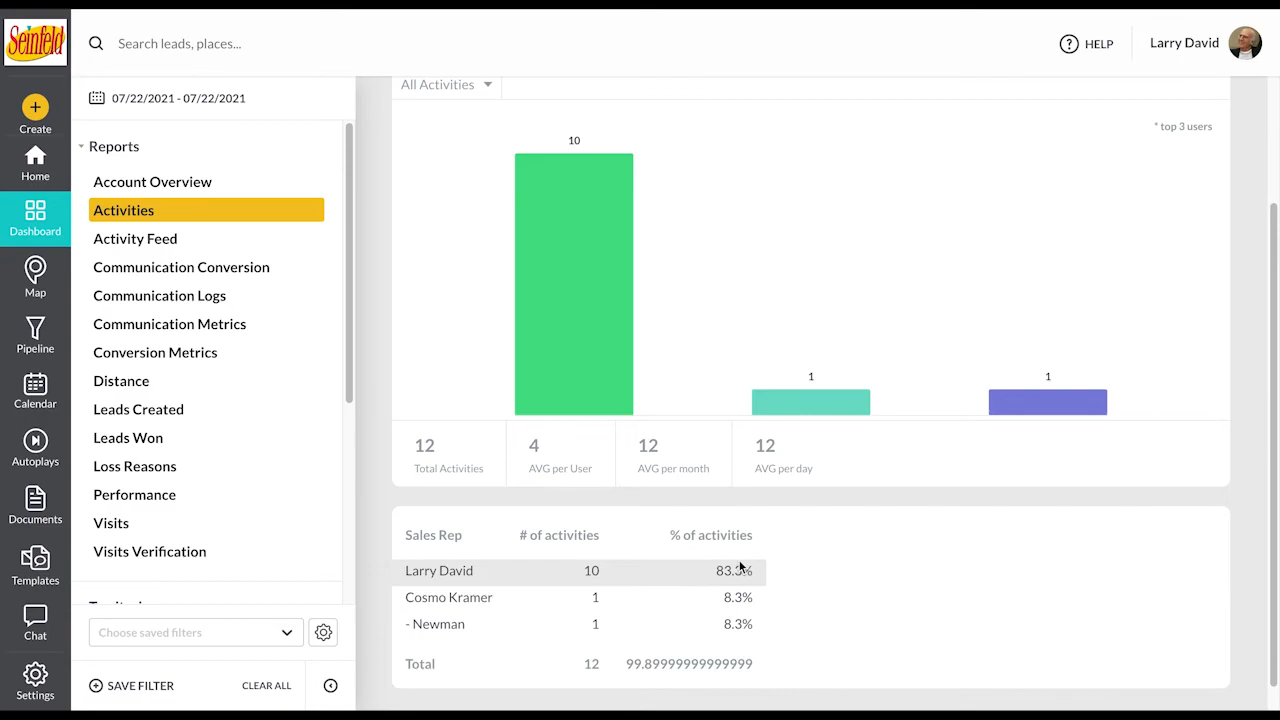 Seinfeld
Search leads, places...
HELP
Larry David
07/22/2021 - 07/22/2021
Create
Home
Dashboard
Map
Pipeline
Calendar
Autoplays
Documents
Templates
Chat
Settings
Reports
Account Overview
Activities
Activity Feed
Communication Conversion
Communication Logs
Communication Metrics
Conversion Metrics
Distance
Leads Created
Leads Won
Loss Reasons
Performance
Visits
Visits Verification
Choose saved filters
SAVE FILTER
CLEAR ALL
All Activities
* top 3 users
10
1
1
12 4 12 12
Total Activities AVG per User AVG per month AVG per day
Sales Rep # of activities % of activities
Larry David 10 83.3%
Cosmo Kramer 1 8.3%
- Newman 1 8.3%
Total 12 99.89999999999999